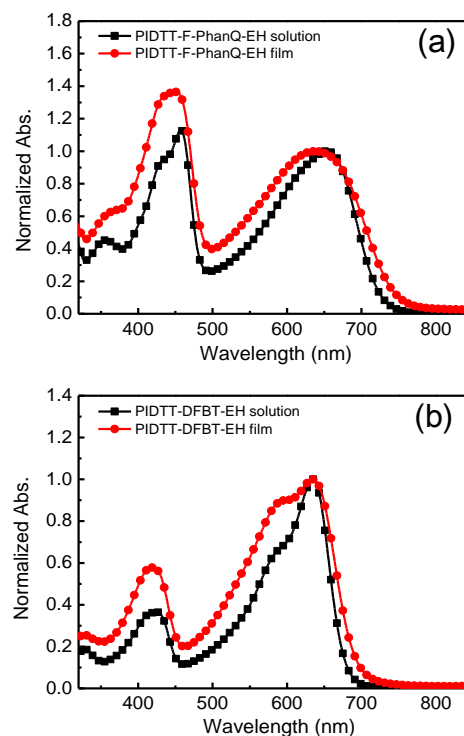 (a)
PIDTT-F-PhanQ-EH solution
PIDTT-F-PhanQ-EH film
1.6
1.4
1.2
1.0
0.8
0.6
0.4
0.2
0.0
Normalized Abs.
400 500 600 700 800
Wavelength (nm)
(b)
PIDTT-DFBT-EH solution
PIDTT-DFBT-EH film
1.4
1.2
1.0
0.8
0.6
0.4
0.2
0.0
Normalized Abs.
400 500 600 700 800
Wavelength (nm)